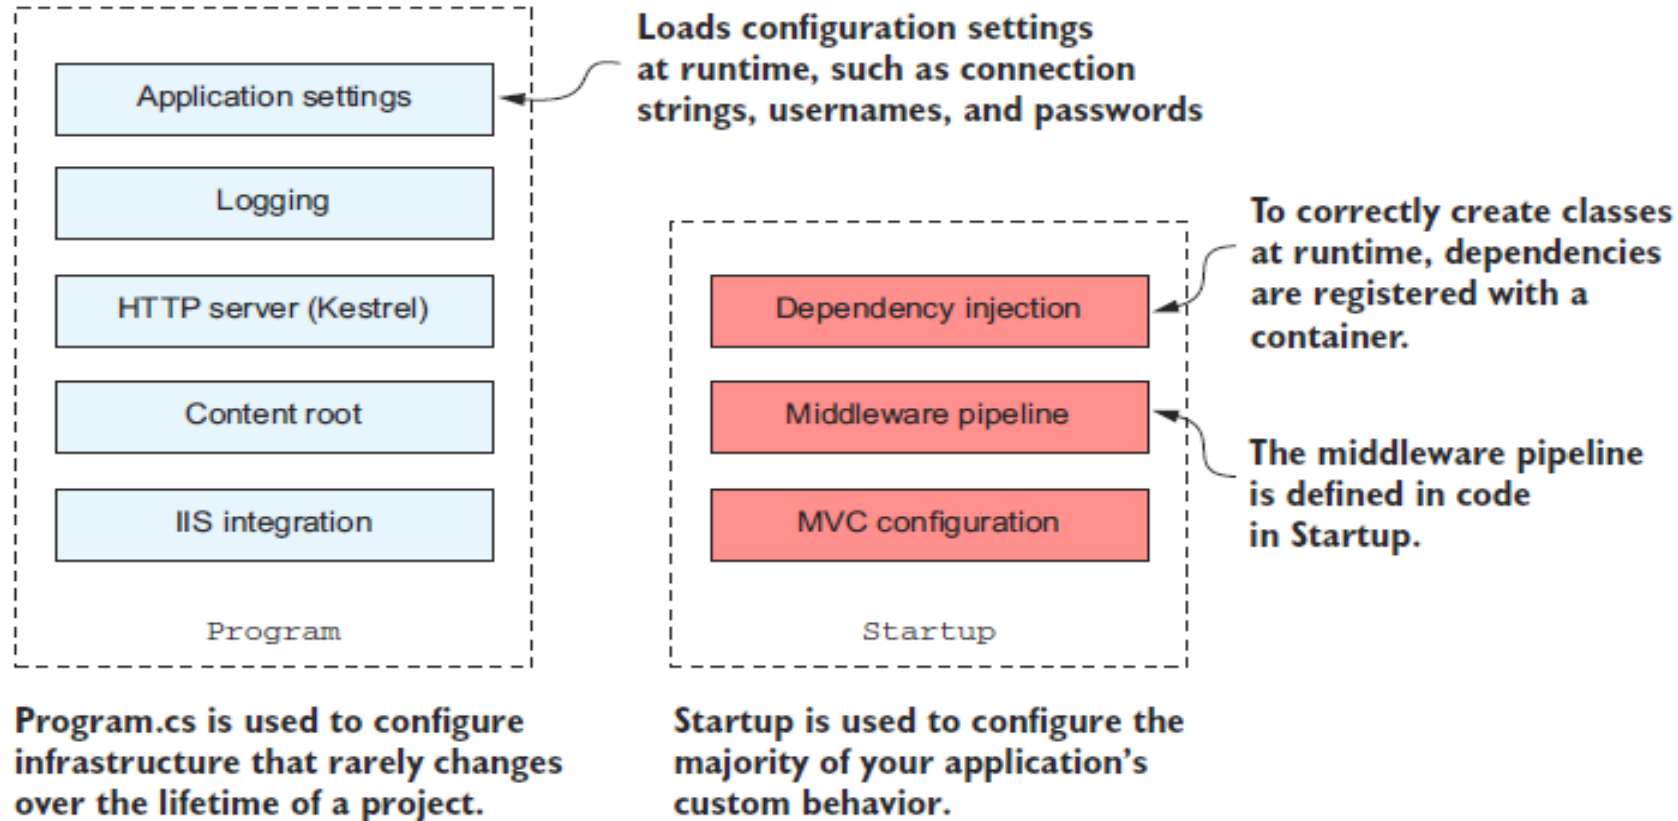 Loads configuration settings
at runtime, such as connection
strings, usernames, and passwords
Application settings
Logging
HTTP server (Kestrel)
Content root
IIS integration
Program
To correctly create classes
at runtime, dependencies
are registered with a
container.
Dependency injection
Middleware pipeline
MVC configuration
Startup
The middleware pipeline
is defined in code
in Startup.
Program.cs is used to configure
infrastructure that rarely changes
over the lifetime of a project.
Startup is used to configure the
majority of your application's
custom behavior.